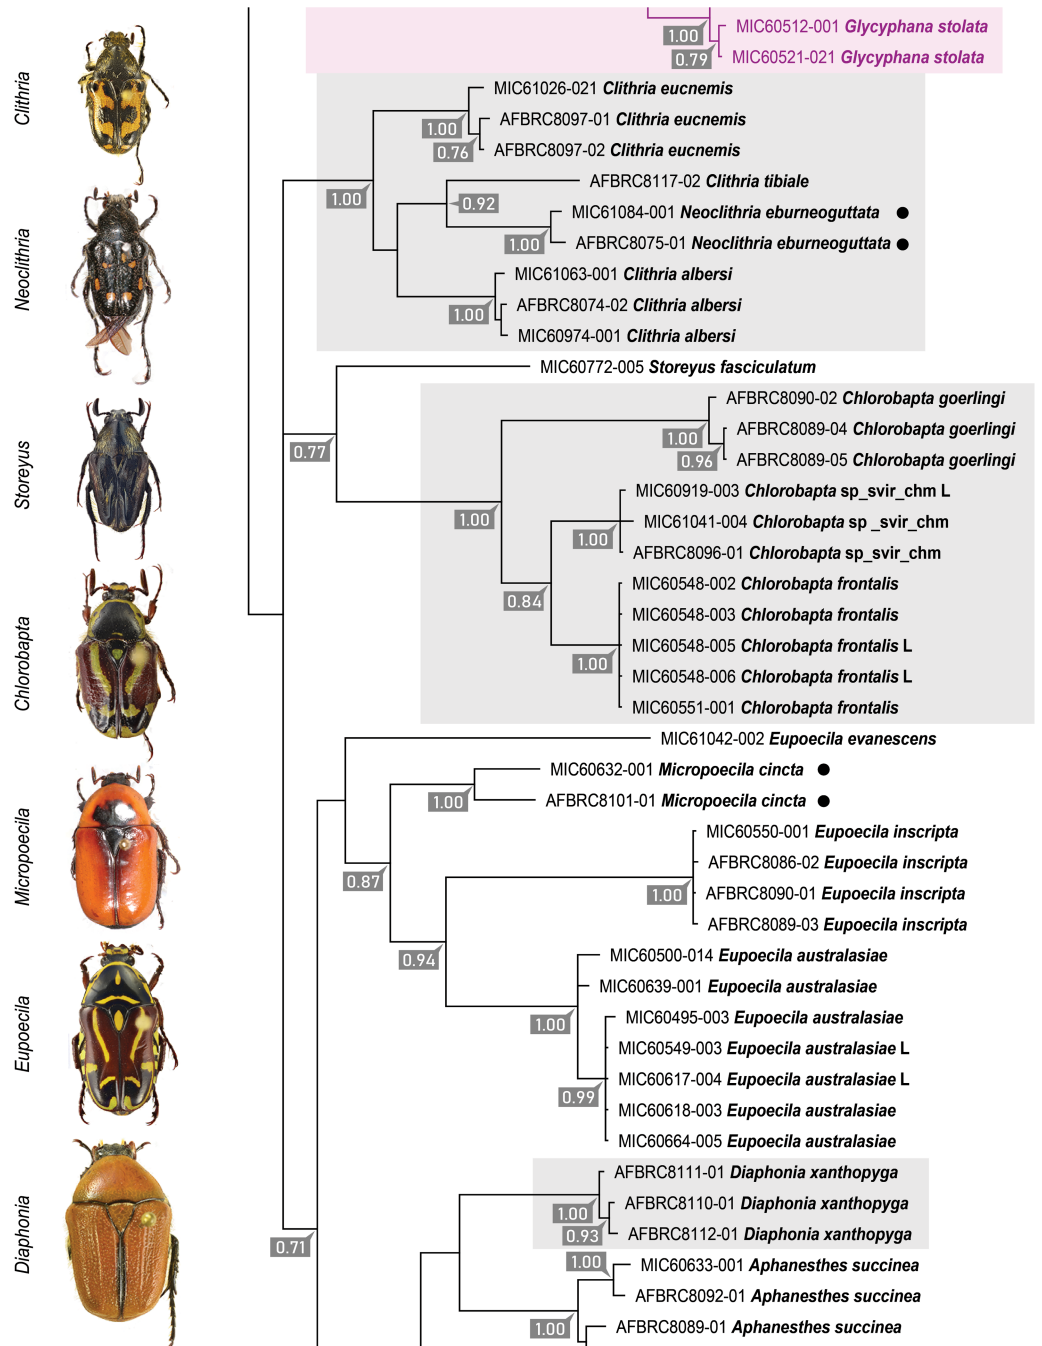 MIC60512-001 Glycyphana stolata
1.00
MIC60521-021 Glycyphana stolata
0.79
Clithria
MIC61026-021 Clithria eucnemis
AFBRC8097-01 Clithria eucnemis
1.00
AFBRC8097-02 Clithria eucnemis
0.76
AFBRC8117-02 Clithria tibiale
1.00
0.92
MIC61084-001 Neoclithria eburneoguttata ●
AFBRC8075-01 Neoclithria eburneoguttata ●
1.00
Neoclithria
MIC61063-001 Clithria albersi
AFBRC8074-02 Clithria albersi
1.00
MIC60974-001 Clithria albersi
MIC60772-005 Storeyus fasciculatum
AFBRC8090-02 Chlorobapta goerlingi
AFBRC8089-04 Chlorobapta goerlingi
1.00
0.77
AFBRC8089-05 Chlorobapta goerlingi
0.96
Storeyus
MIC60919-003 Chlorobapta sp_svir_chm L
1.00
MIC61041-004 Chlorobapta sp _svir_chm
1.00
AFBRC8096-01 Chlorobapta sp_svir_chm
MIC60548-002 Chlorobapta frontalis
0.84
MIC60548-003 Chlorobapta frontalis
MIC60548-005 Chlorobapta frontalis L
1.00
Chlorobapta
MIC60548-006 Chlorobapta frontalis L
MIC60551-001 Chlorobapta frontalis
MIC61042-002 Eupoecila evanescens
MIC60632-001 Micropoecila cincta ●
AFBRC8101-01 Micropoecila cincta ●
1.00
MIC60550-001 Eupoecila inscripta
Micropoecila
AFBRC8086-02 Eupoecila inscripta
0.87
AFBRC8090-01 Eupoecila inscripta
1.00
AFBRC8089-03 Eupoecila inscripta
MIC60500-014 Eupoecila australasiae
0.94
MIC60639-001 Eupoecila australasiae
MIC60495-003 Eupoecila australasiae
1.00
Eupoecila
MIC60549-003 Eupoecila australasiae L
MIC60617-004 Eupoecila australasiae L
0.99
MIC60618-003 Eupoecila australasiae
MIC60664-005 Eupoecila australasiae
AFBRC8111-01 Diaphonia xanthopyga
AFBRC8110-01 Diaphonia xanthopyga
1.00
Diaphonia
AFBRC8112-01 Diaphonia xanthopyga
0.93
0.71
1.00
MIC60633-001 Aphanesthes succinea
AFBRC8092-01 Aphanesthes succinea
AFBRC8089-01 Aphanesthes succinea
1.00